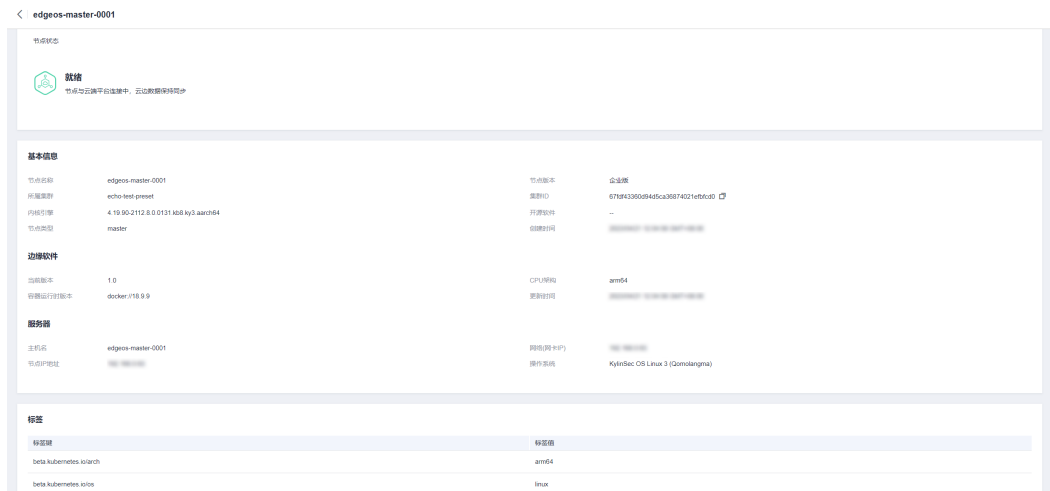 edgeos-master-0001
节点状态
就绪
节点与云端平台连接中，云边数据保持同步
基本信息
节点名称 edgeos-master-0001 节点版本 企业版
所属集群 echo-test-preset 集群ID 67fdf43360d94d5ca36874021efbfcd0
内核引擎 4.19.90-2112.8.0.0131.kb8.ky3.aarch64 开源软件 --
节点类型 master 创建时间
边缘软件
当前版本 1.0 CPU架构 arm64
容器运行时版本 docker://18.9.9 更新时间
服务器
主机名 edgeos-master-0001 网络(网卡IP)
节点IP地址 操作系统 KylinSec OS Linux 3 (Qomolangma)
标签
标签键 标签值
beta.kubernetes.io/arch arm64
beta.kubernetes.io/os linux